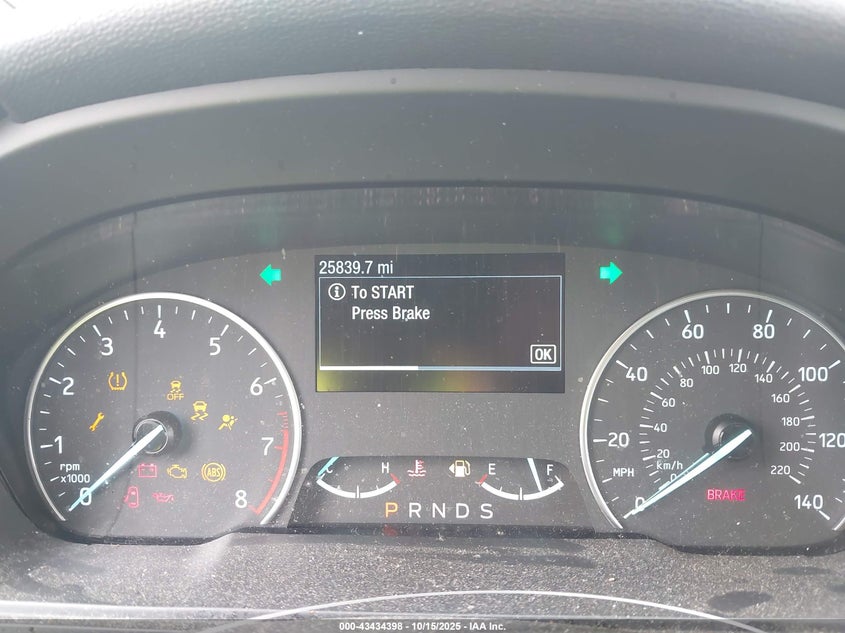 25839.7 mi
To START
Press Brake
OK
0 1 2 3 4 5 6 7 8
rpm
x1000
OFF
ABS
H
E
F
P R N D S
0 20 40 60 80 100 120 140
MPH
0 20 40 60 80 100 120 140 160 180 200 220
km/h
BRAKE
000-43434398 - 10/15/2025 - IAA Inc.